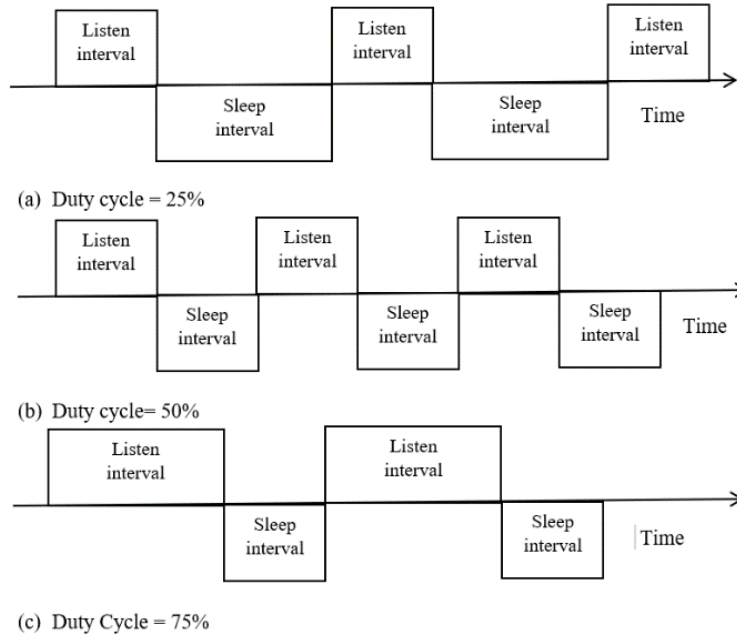 Listen
interval
Listen
interval
Listen
interval
Sleep
interval
Sleep
interval
Time
(a) Duty cycle = 25%
Listen
interval
Listen
interval
Listen
interval
Sleep
interval
Sleep
interval
Sleep
interval
Time
(b) Duty cycle= 50%
Listen
interval
Listen
interval
Sleep
interval
Sleep
interval
Time
(c) Duty Cycle = 75%